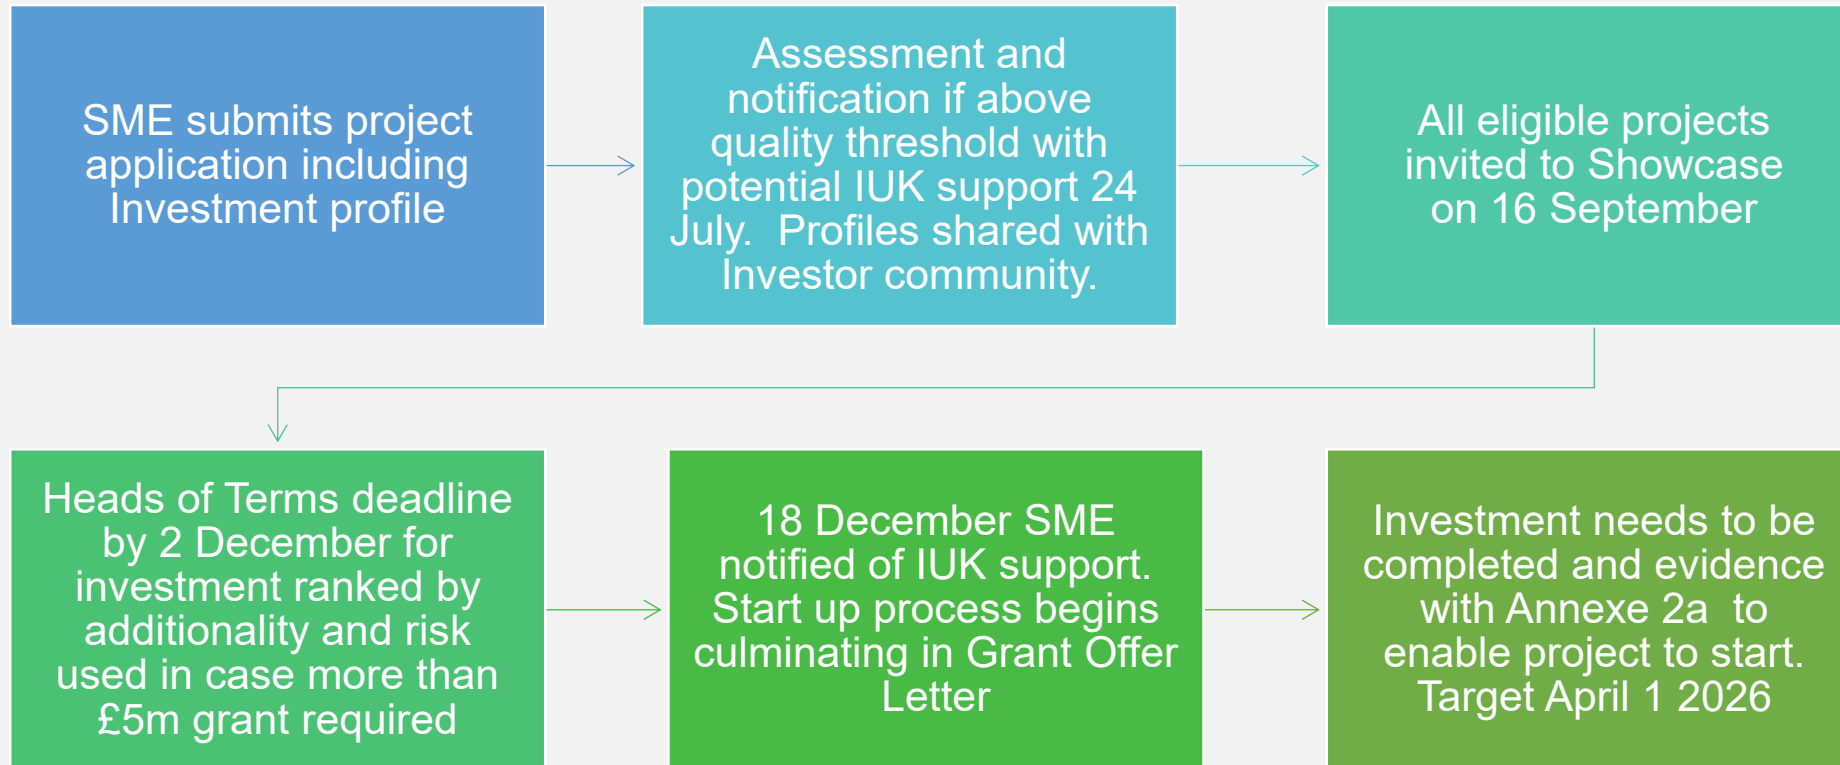 SME submits project
application including
Investment profile
Assessment and
notification if above
quality threshold with
potential IUK support 24
July.  Profiles shared with
Investor community.
All eligible projects
invited to Showcase
on 16 September
Heads of Terms deadline
by 2 December for
investment ranked by
additionality and risk
used in case more than
£5m grant required
18 December SME
notified of IUK support.
Start up process begins
culminating in Grant Offer
Letter
Investment needs to be
completed and evidence
with Annexe 2a  to
enable project to start.
Target April 1 2026